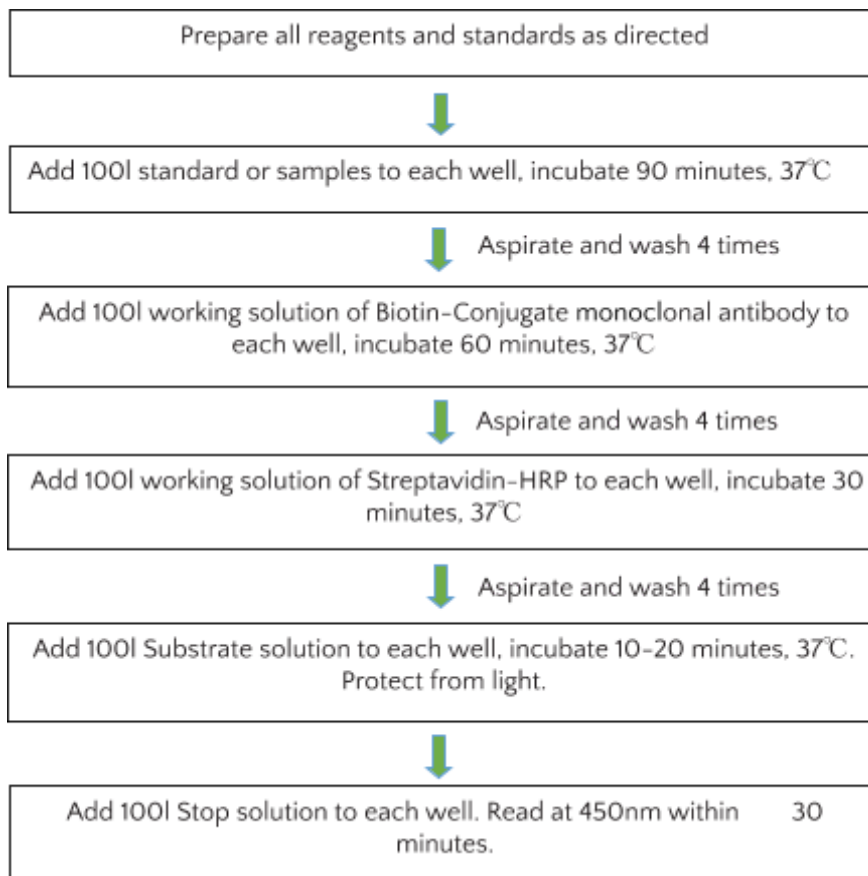 Prepare all reagents and standards as directed
Add 100l standard or samples to each well, incubate 90 minutes, 37℃
Aspirate and wash 4 times
Add 100l working solution of Biotin-Conjugate monoclonal antibody to
each well, incubate 60 minutes, 37℃
Aspirate and wash 4 times
Add 100l working solution of Streptavidin-HRP to each well, incubate 30
minutes, 37℃
Aspirate and wash 4 times
Add 100l Substrate solution to each well, incubate 10-20 minutes, 37℃.
Protect from light.
Add 100l Stop solution to each well. Read at 450nm within 30
minutes.